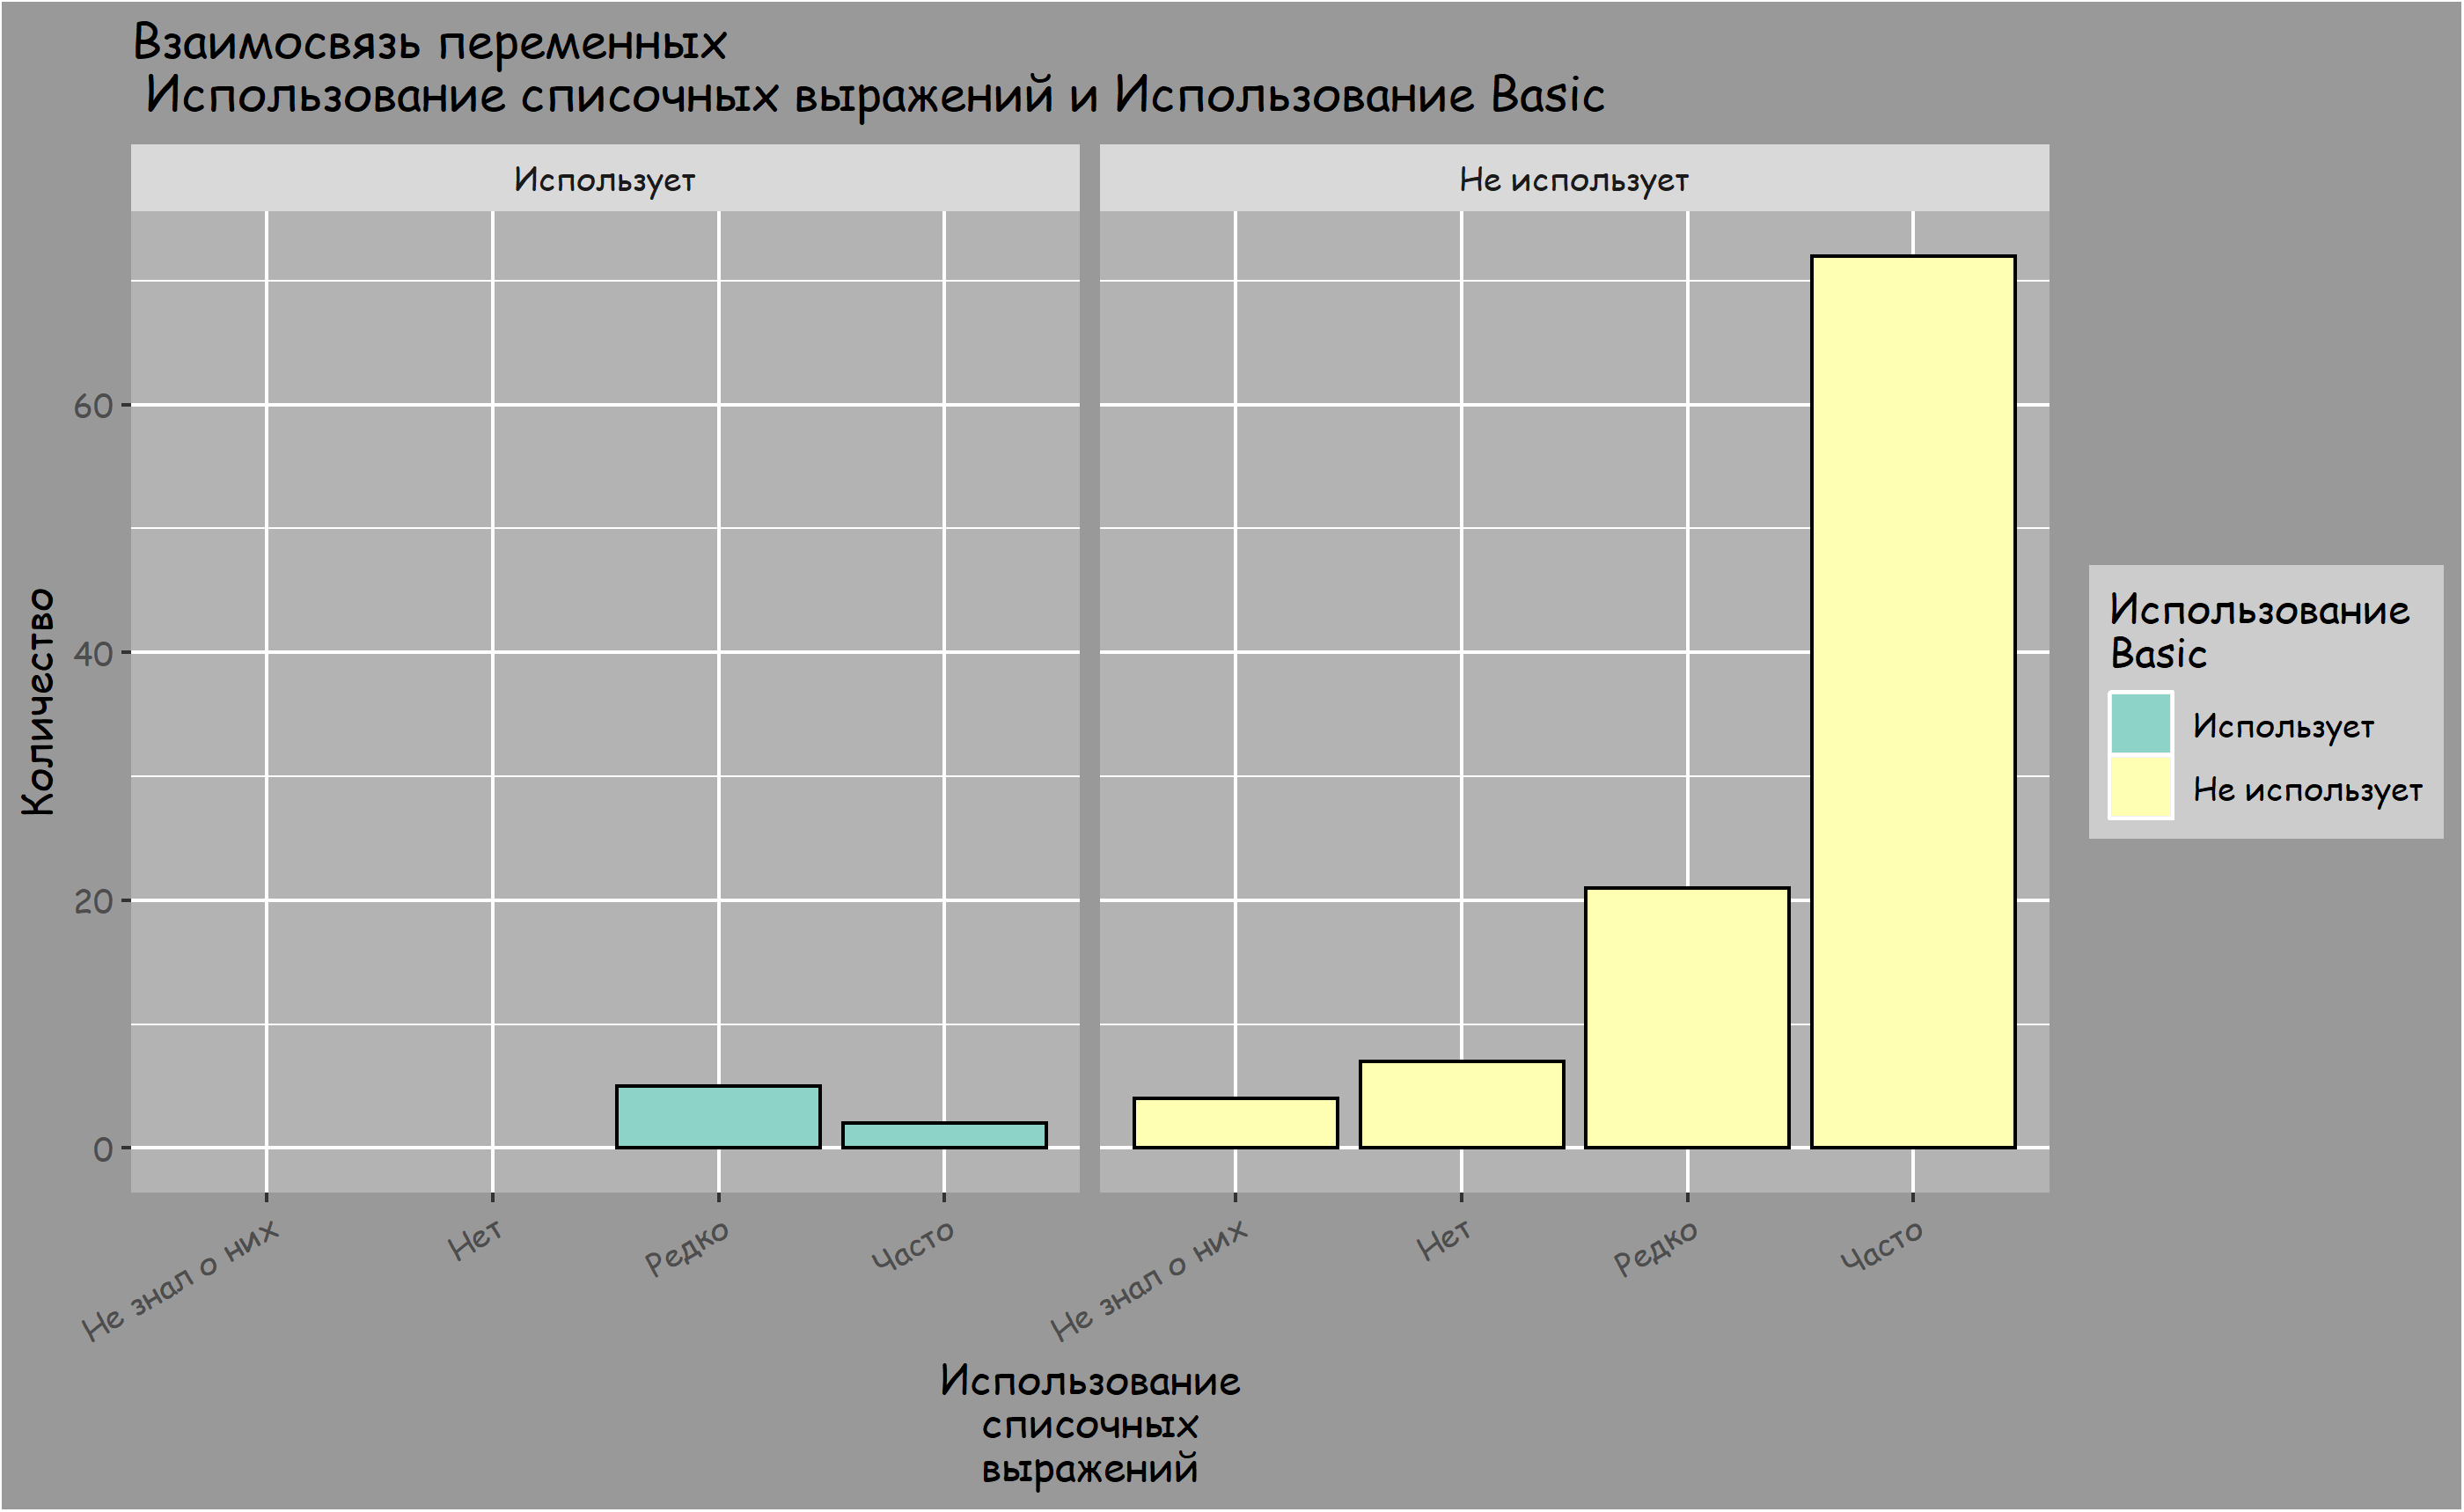 Взаимосвязь переменных
Использование списочных выражений и Использование Basic
Использует
Не использует
Количество
60
40
20
0
Не знал о них
Нет
Редко
Часто
Не знал о них
Нет
Редко
Часто
Использование
списочных
выражений
Использование
Basic
Использует
Не использует